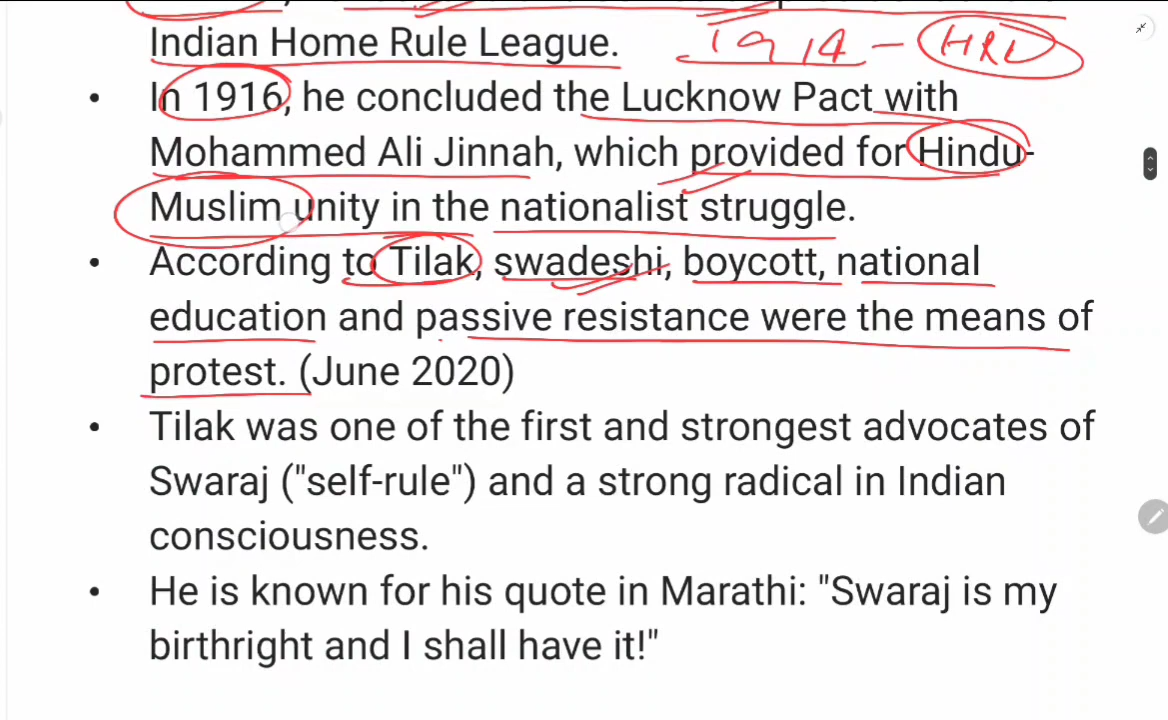 Indian Home Rule League. 1914 - HRL
• In 1916, he concluded the Lucknow Pact with
Mohammed Ali Jinnah, which provided for Hindu-
Muslim unity in the nationalist struggle.
• According to Tilak, swadeshi, boycott, national
education and passive resistance were the means of
protest. (June 2020)
• Tilak was one of the first and strongest advocates of
Swaraj ("self-rule") and a strong radical in Indian
consciousness.
• He is known for his quote in Marathi: "Swaraj is my
birthright and I shall have it!"